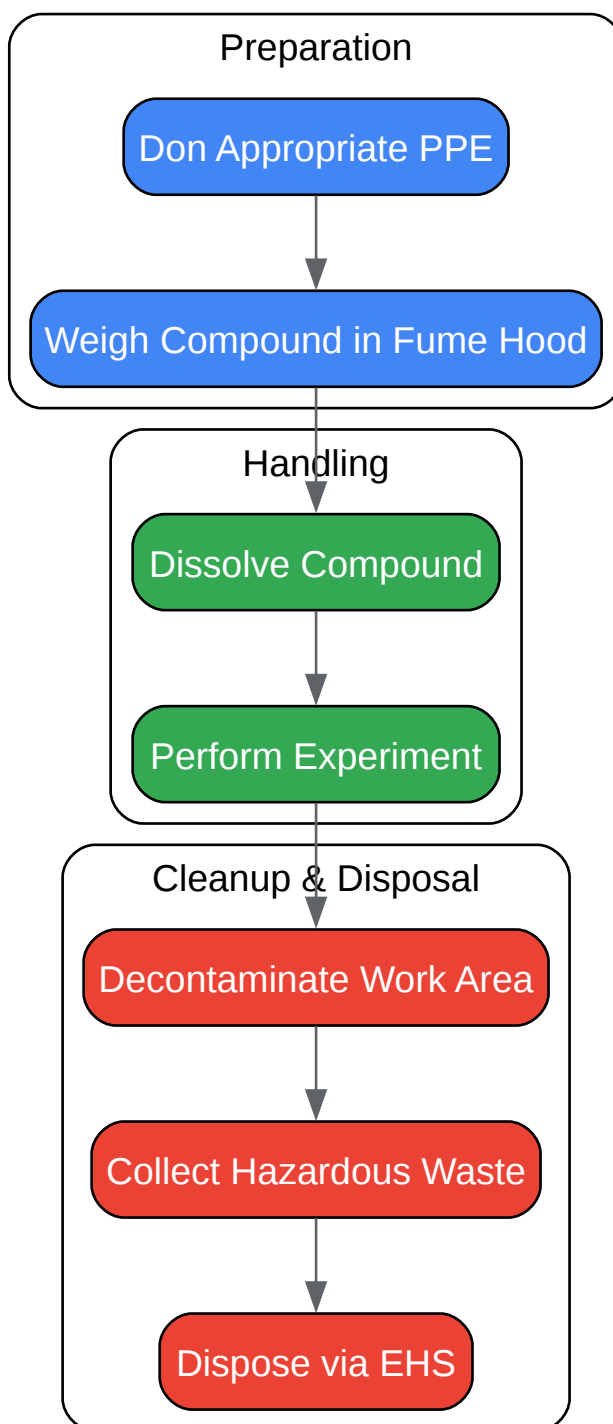 Preparation
Don Appropriate PPE
Weigh Compound in Fume Hood
Handling
Dissolve Compound
Perform Experiment
Cleanup & Disposal
Decontaminate Work Area
Collect Hazardous Waste
Dispose via EHS